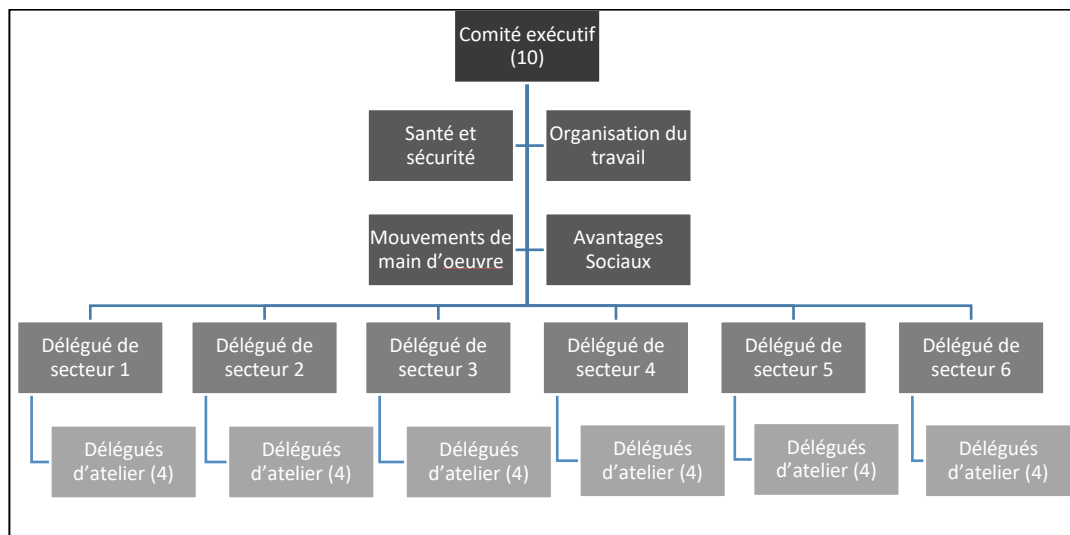 Comité exécutif
(10)
Santé et
sécurité
Organisation du
travail
Mouvements de
main d'oeuvre
Avantages
Sociaux
Délégué de
secteur 1
Délégué de
secteur 2
Délégué de
secteur 3
Délégué de
secteur 4
Délégué de
secteur 5
Délégué de
secteur 6
Délégués
d'atelier (4)
Délégués
d'atelier (4)
Délégués
d'atelier (4)
Délégués
d'atelier (4)
Délégués
d'atelier (4)
Délégués
d'atelier (4)